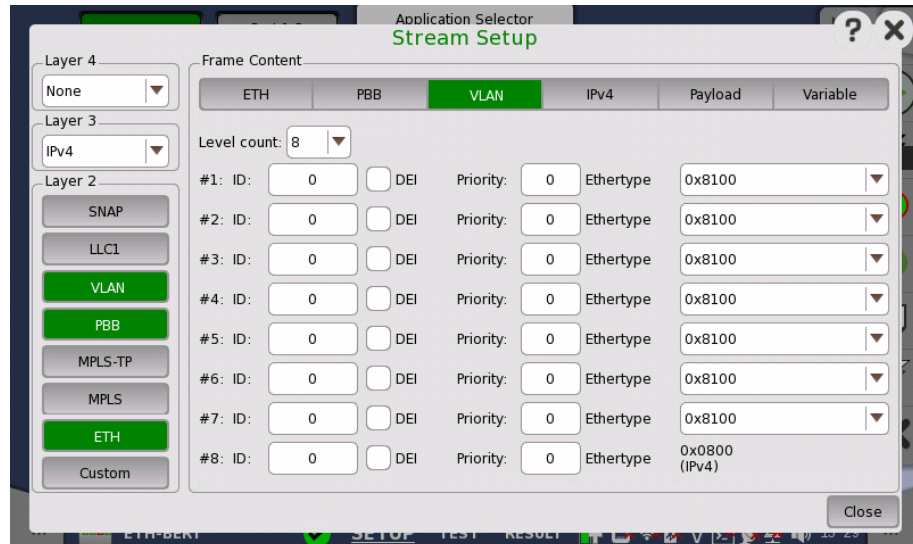 Application Selector
Stream Setup
?
Layer 4
None
Layer 3
IPv4
Layer 2
SNAP
LLC1
VLAN
PBB
MPLS-TP
MPLS
ETH
Custom
Frame Content
ETH PBB VLAN IPv4 Payload Variable
Level count: 8
#1: ID: 0 DEI Priority: 0 Ethertype 0x8100
#2: ID: 0 DEI Priority: 0 Ethertype 0x8100
#3: ID: 0 DEI Priority: 0 Ethertype 0x8100
#4: ID: 0 DEI Priority: 0 Ethertype 0x8100
#5: ID: 0 DEI Priority: 0 Ethertype 0x8100
#6: ID: 0 DEI Priority: 0 Ethertype 0x8100
#7: ID: 0 DEI Priority: 0 Ethertype 0x8100
#8: ID: 0 DEI Priority: 0 Ethertype 0x0800
(IPv4)
Close
ETH-BERT SETUP TEST RESULT